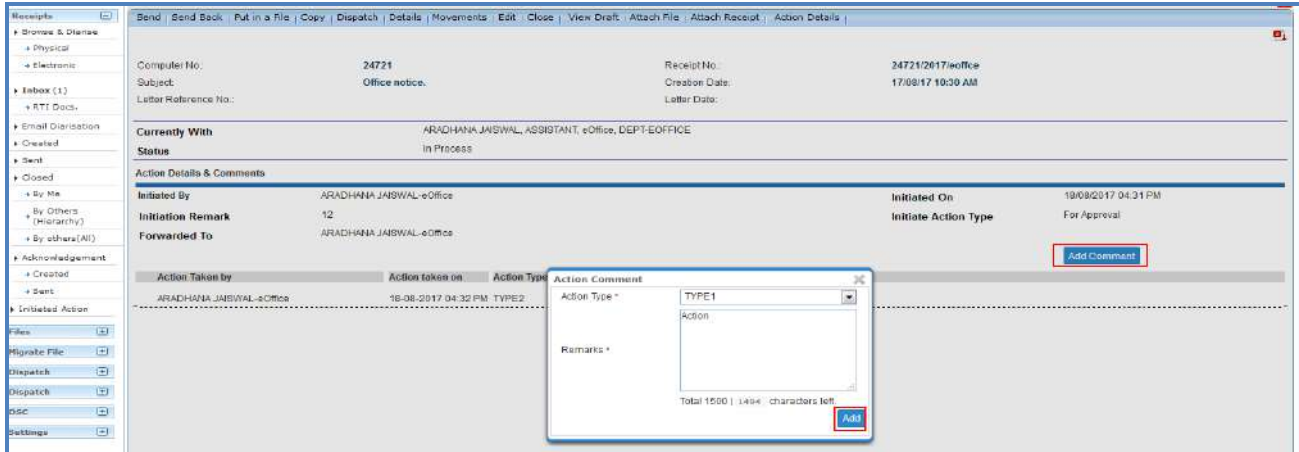 Receipts
Browse & Diarise
Physical
Electronic
Inbox (1)
RTI Docs.
Email Diarisation
Created
Sent
Closed
By Me
By Others (Hierarchy)
By others(All)
Acknowledgement
Created
Sent
Initiated Action
Files
Migrate File
Dispatch
Dispatch
DSC
Settings
Send | Send Back | Put in a File | Copy | Dispatch | Details | Movements | Edit | Close | View Draft | Attach File | Attach Receipt | Action Details |
Computer No.: 24721 Receipt No.: 24721/2017/eoffce
Subject: Office notice. Creation Date: 17/08/17 10:30 AM
Letter Reference No.: Letter Date:
Currently With ARADHANA JAISWAL, ASSISTANT, eOffice, DEPT-EOFFICE
Status In Process
Action Details & Comments
Initiated By ARADHANA JAISWAL-eOffice Initiated On 18/08/2017 04:31 PM
Initiation Remark 12 Initiate Action Type For Approval
Forwarded To ARADHANA JAISWAL-eOffice
Add Comment
Action Taken by Action taken on Action Type
ARADHANA JAISWAL-eOffice 18-08-2017 04:32 PM TYPE2
Action Comment
Action Type * TYPE1
Action
Remarks *
Total 1500 | 1494 characters left.
Add